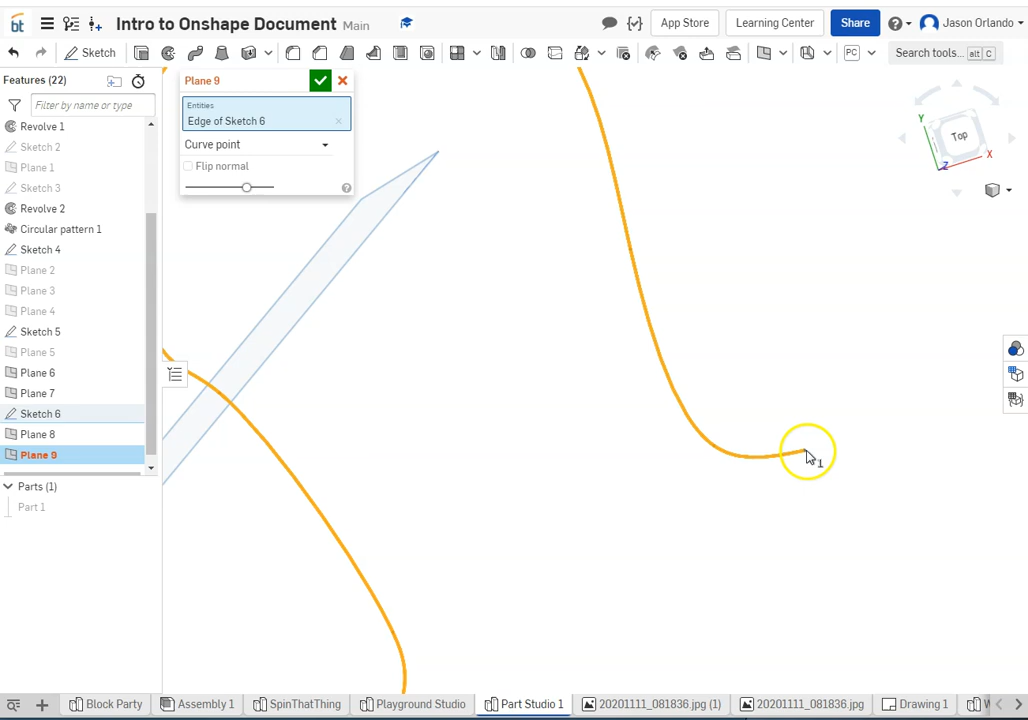 bt Intro to Onshape Document Main App Store Learning Center Share Jason Orlando
Sketch PC Search tools... alt C
Features (22)
Filter by name or type
Revolve 1
Sketch 2
Plane 1
Sketch 3
Revolve 2
Circular pattern 1
Sketch 4
Plane 2
Plane 3
Plane 4
Sketch 5
Plane 5
Plane 6
Plane 7
Sketch 6
Plane 8
Plane 9
Parts (1)
Part 1
Plane 9
Entities
Edge of Sketch 6
Curve point
Flip normal
Y
Top
X
Z
1
Block Party Assembly 1 SpinThatThing Playground Studio Part Studio 1 20201111_081836.jpg (1) 20201111_081836.jpg Drawing 1